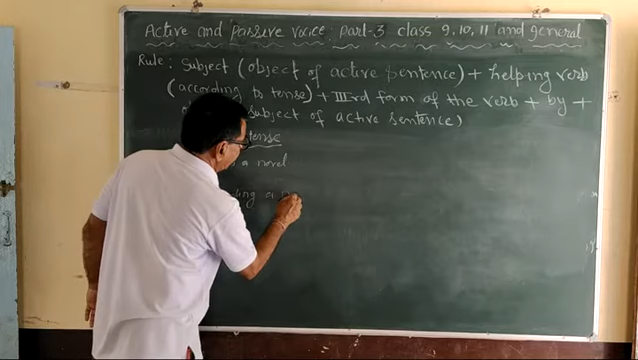 Active and passive voice: part-3 class 9,10,11 and general
Rule: Subject (object of active sentence) + helping verb
(according to tense) + IIIrd form of the verb + by +
subject of active sentence)
tense
a novel
a